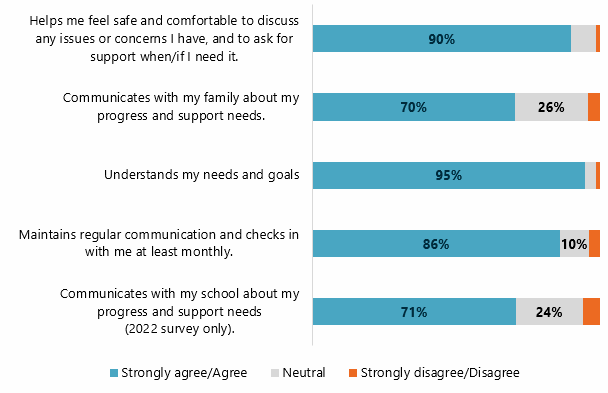 Helps me feel safe and comfortable to discuss
any issues or concerns I have, and to ask for
support when/if I need it.
90%
Communicates with my family about my
progress and support needs.
70%
26%
Understands my needs and goals
95%
Maintains regular communication and checks in
with me at least monthly.
86%
10%
Communicates with my school about my
progress and support needs
(2022 survey only).
71%
24%
Strongly agree/Agree
Neutral
Strongly disagree/Disagree